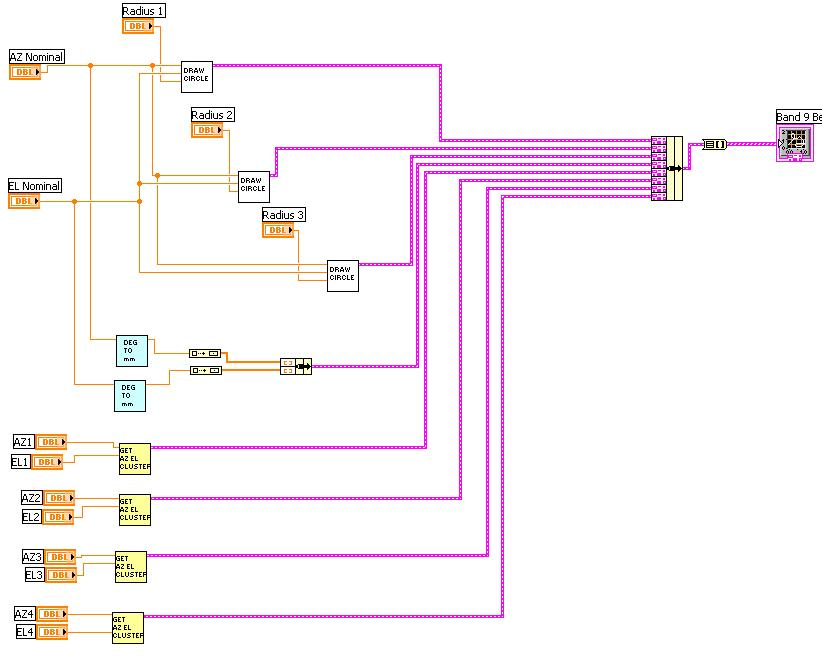 Radius 1
DBL
AZ Nominal
DBL
DRAW
CIRCLE
Radius 2
DBL
Band 9 Be
DRAW
CIRCLE
EL Nominal
DBL
Radius 3
DBL
DRAW
CIRCLE
DEG
TO
mm
DEG
TO
mm
AZ1
DBL
EL1
DBL
GET
AZ EL
CLUSTER
AZ2
DBL
EL2
DBL
GET
AZ EL
CLUSTER
AZ3
DBL
EL3
DBL
GET
AZ EL
CLUSTER
AZ4
DBL
EL4
DBL
GET
AZ EL
CLUSTER